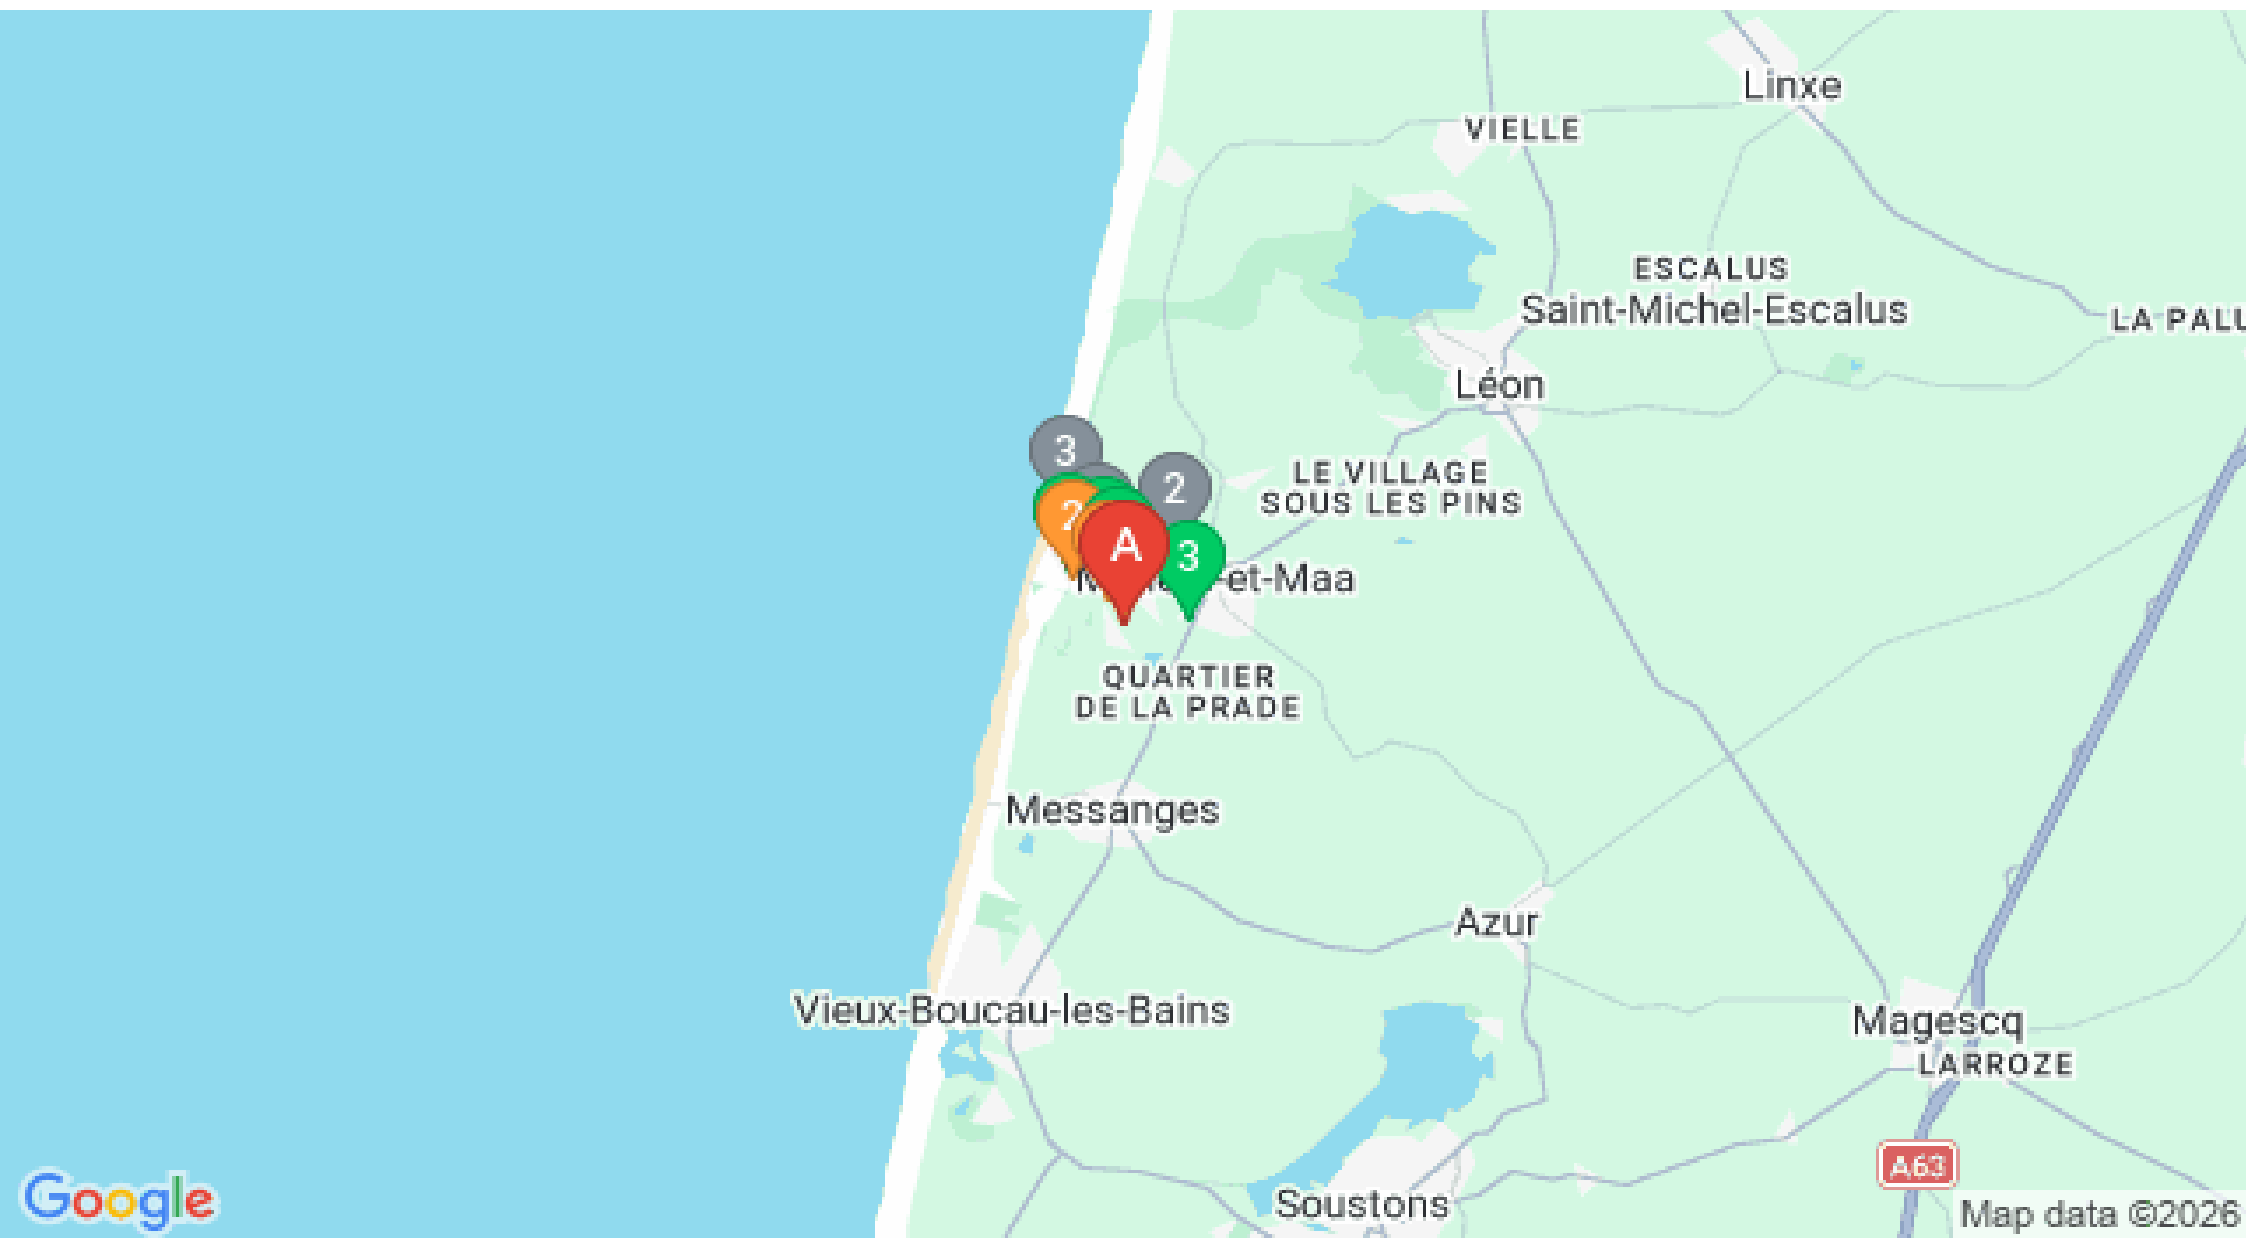 Linxe
VIELLE
ESCALUS
Saint-Michel-Escalus
LA PALU
Léon
3
2
LE VILLAGE
SOUS LES PINS
2
A
3
-et-Maa
QUARTIER
DE LA PRADE
Messanges
Azur
Vieux-Boucau-les-Bains
Magescq
LARROZE
A63
Google
Soustons
Map data ©2026